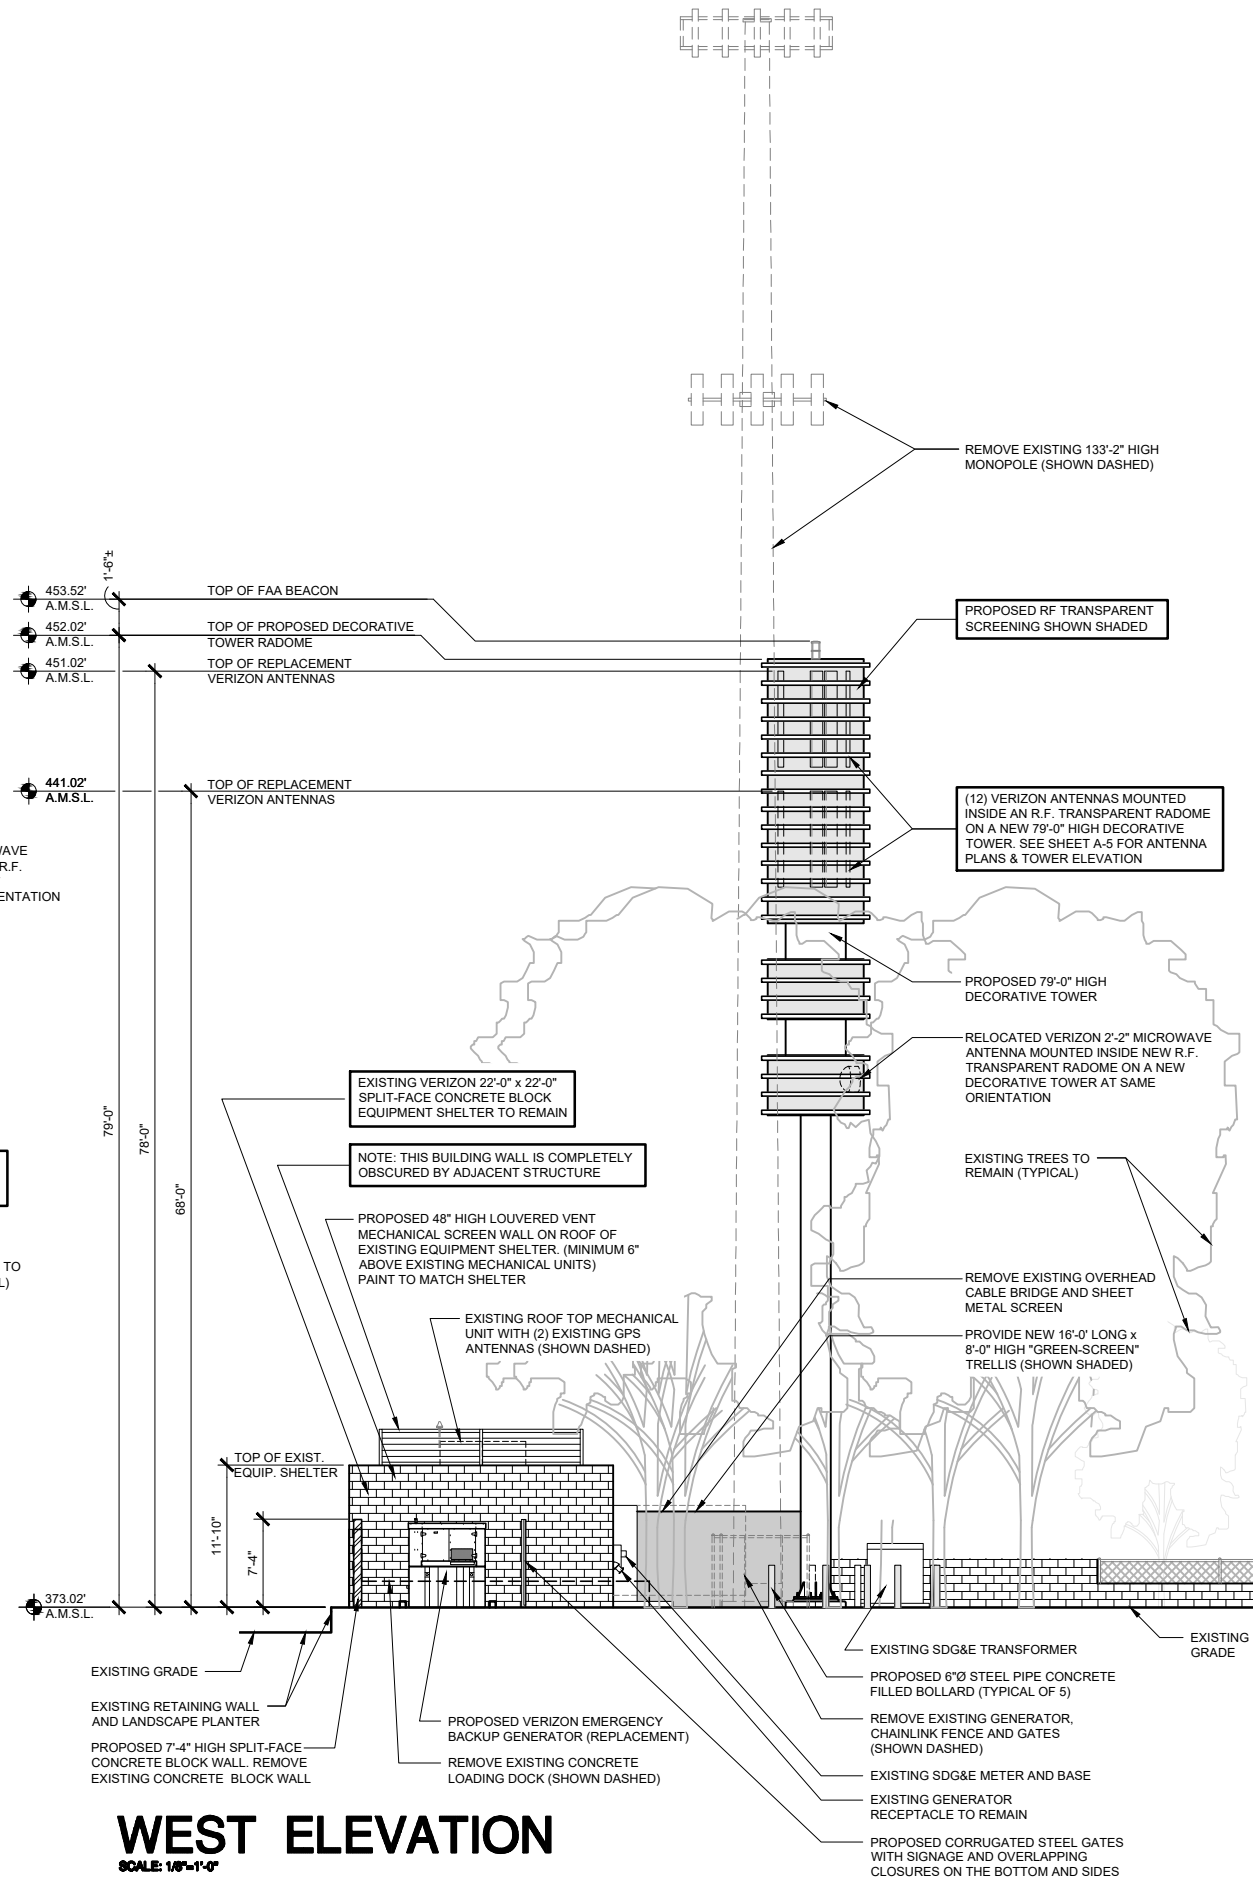 REMOVE EXISTING 133'-2" HIGH
MONOPOLE (SHOWN DASHED)
1'-6"±
453.52'
A.M.S.L.
TOP OF FAA BEACON
452.02'
A.M.S.L.
TOP OF PROPOSED DECORATIVE
TOWER RADOME
451.02'
A.M.S.L.
TOP OF REPLACEMENT
VERIZON ANTENNAS
441.02'
A.M.S.L.
TOP OF REPLACEMENT
VERIZON ANTENNAS
PROPOSED RF TRANSPARENT
SCREENING SHOWN SHADED
(12) VERIZON ANTENNAS MOUNTED
INSIDE AN R.F. TRANSPARENT RADOME
ON A NEW 79'-0" HIGH DECORATIVE
TOWER. SEE SHEET A-5 FOR ANTENNA
PLANS & TOWER ELEVATION
R.F.
PROPOSED 79'-0" HIGH
DECORATIVE TOWER
RELOCATED VERIZON 2'-2" MICROWAVE
ANTENNA MOUNTED INSIDE NEW R.F.
TRANSPARENT RADOME ON A NEW
DECORATIVE TOWER AT SAME
ORIENTATION
EXISTING VERIZON 22'-0" x 22'-0"
SPLIT-FACE CONCRETE BLOCK
EQUIPMENT SHELTER TO REMAIN
79'-0"
78'-0"
68'-0"
NOTE: THIS BUILDING WALL IS COMPLETELY
OBSCURED BY ADJACENT STRUCTURE
EXISTING TREES TO
REMAIN (TYPICAL)
PROPOSED 48" HIGH LOUVERED VENT
MECHANICAL SCREEN WALL ON ROOF OF
EXISTING EQUIPMENT SHELTER. (MINIMUM 6"
ABOVE EXISTING MECHANICAL UNITS)
PAINT TO MATCH SHELTER
TO
REMOVE EXISTING OVERHEAD
CABLE BRIDGE AND SHEET
METAL SCREEN
EXISTING ROOF TOP MECHANICAL
UNIT WITH (2) EXISTING GPS
ANTENNAS (SHOWN DASHED)
PROVIDE NEW 16'-0' LONG x
8'-0" HIGH "GREEN-SCREEN"
TRELLIS (SHOWN SHADED)
TOP OF EXIST.
EQUIP. SHELTER
11'-10"
7'-4"
373.02'
A.M.S.L.
EXISTING GRADE
EXISTING RETAINING WALL
AND LANDSCAPE PLANTER
PROPOSED 7'-4" HIGH SPLIT-FACE
CONCRETE BLOCK WALL. REMOVE
EXISTING CONCRETE BLOCK WALL
PROPOSED VERIZON EMERGENCY
BACKUP GENERATOR (REPLACEMENT)
REMOVE EXISTING CONCRETE
LOADING DOCK (SHOWN DASHED)
EXISTING
GRADE
EXISTING SDG&E TRANSFORMER
PROPOSED 6"Ø STEEL PIPE CONCRETE
FILLED BOLLARD (TYPICAL OF 5)
REMOVE EXISTING GENERATOR,
CHAINLINK FENCE AND GATES
(SHOWN DASHED)
EXISTING SDG&E METER AND BASE
EXISTING GENERATOR
RECEPTACLE TO REMAIN
PROPOSED CORRUGATED STEEL GATES
WITH SIGNAGE AND OVERLAPPING
CLOSURES ON THE BOTTOM AND SIDES
WEST ELEVATION
SCALE: 1/8"=1'-0"